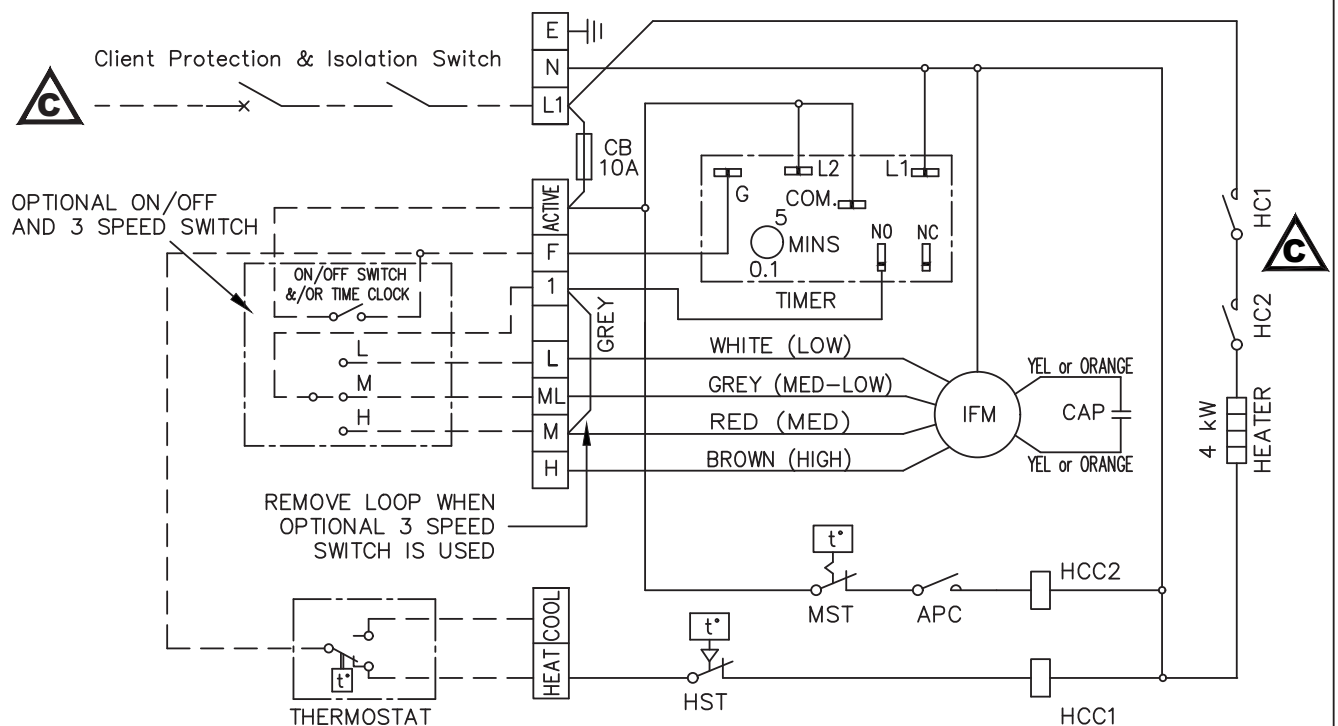 E
N
L1
Client Protection & Isolation Switch
C
CB
10A
OPTIONAL ON/OFF
AND 3 SPEED SWITCH
ACTIVE
F
1
L
ML
M
H
ON/OFF SWITCH
&/OR TIME CLOCK
L
M
H
GREY
G
L2
L1
COM.
5
MINS
0.1
NO
NC
TIMER
HC1
C
HC2
WHITE (LOW)
GREY (MED-LOW)
RED (MED)
BROWN (HIGH)
IFM
YEL or ORANGE
CAP
YEL or ORANGE
4 kW
HEATER
REMOVE LOOP WHEN
OPTIONAL 3 SPEED
SWITCH IS USED
t°
MST
APC
HCC2
COOL
HEAT
t°
HST
HCC1
t°
THERMOSTAT